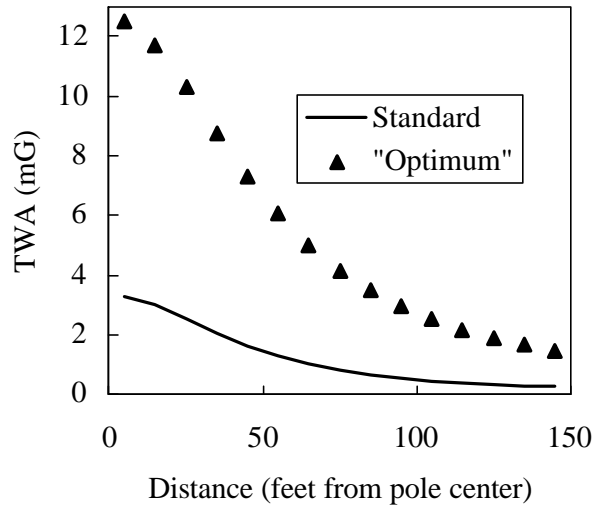 12
10
8
6
4
2
0
TWA (mG)
Standard
"Optimum"
0 50 100 150
Distance (feet from pole center)